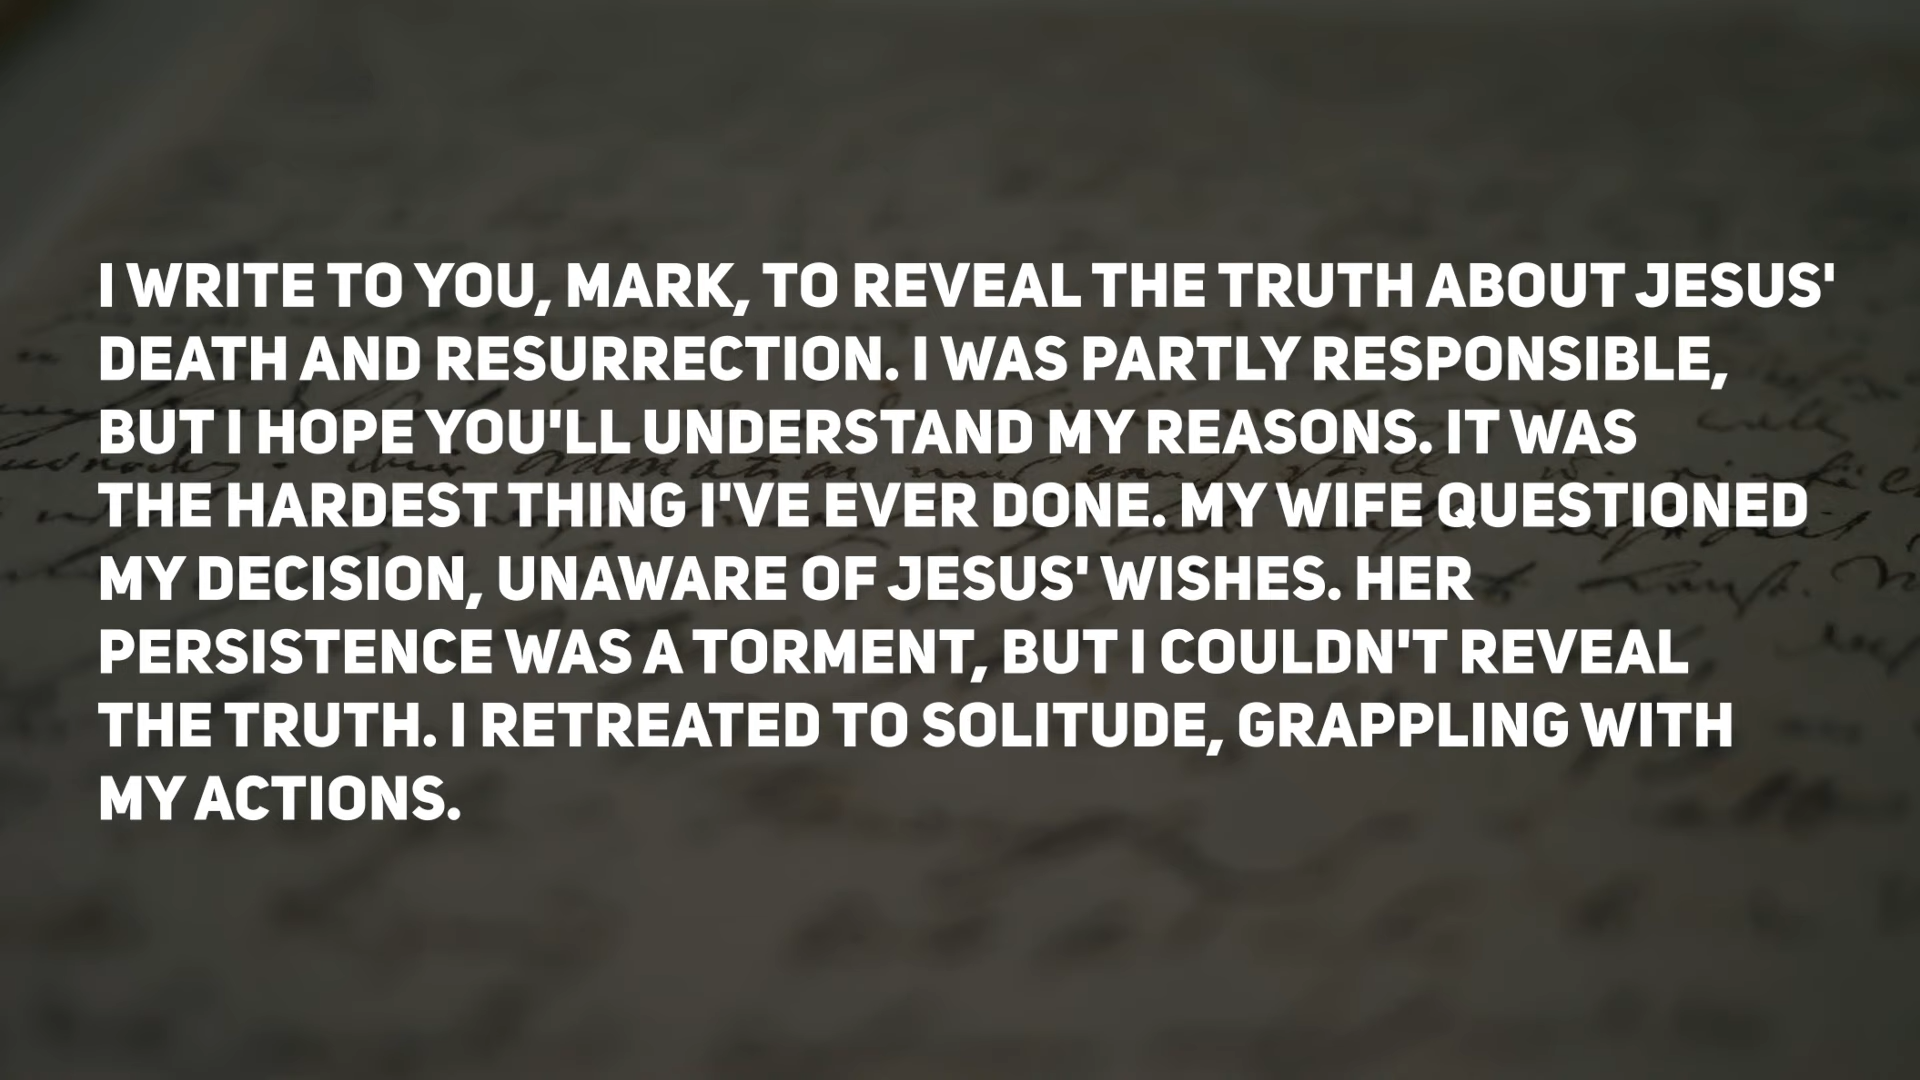 I WRITE TO YOU, MARK, TO REVEAL THE TRUTH ABOUT JESUS'
DEATH AND RESURRECTION. I WAS PARTLY RESPONSIBLE,
BUT I HOPE YOU'LL UNDERSTAND MY REASONS. IT WAS
THE HARDEST THING I'VE EVER DONE. MY WIFE QUESTIONED
MY DECISION, UNAWARE OF JESUS' WISHES. HER
PERSISTENCE WAS A TORMENT, BUT I COULDN'T REVEAL
THE TRUTH. I RETREATED TO SOLITUDE, GRAPPLING WITH
MY ACTIONS.